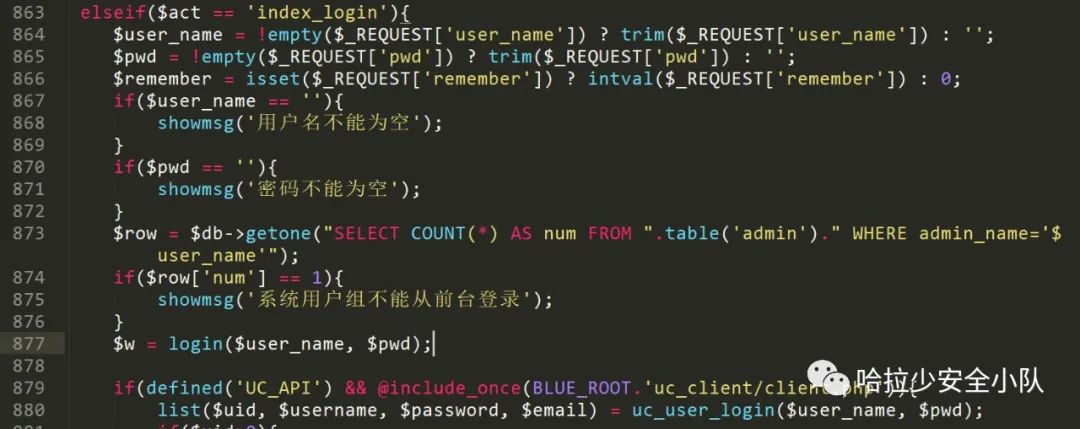 863 elseif($act == 'index_login'){
864 $user_name = !empty($_REQUEST['user_name']) ? trim($_REQUEST['user_name']) : '';
865 $pwd = !empty($_REQUEST['pwd']) ? trim($_REQUEST['pwd']) : '';
866 $remember = isset($_REQUEST['remember']) ? intval($_REQUEST['remember']) : 0;
867 if($user_name == ''){
868 showmsg('用户名不能为空');
869 }
870 if($pwd == ''){
871 showmsg('密码不能为空');
872 }
873 $row = $db->getone("SELECT COUNT(*) AS num FROM ".table('admin')." WHERE admin_name='$
user_name'");
874 if($row['num'] == 1){
875 showmsg('系统用户组不能从前台登录');
876 }
877 $w = login($user_name, $pwd);
878
879 if(defined('UC_API') && @include_once(BLUE_ROOT.'uc_client/client.php')){
880 list($uid, $username, $password, $email) = uc_user_login($user_name, $pwd);
881 if($uid>0){
哈拉少安全小队